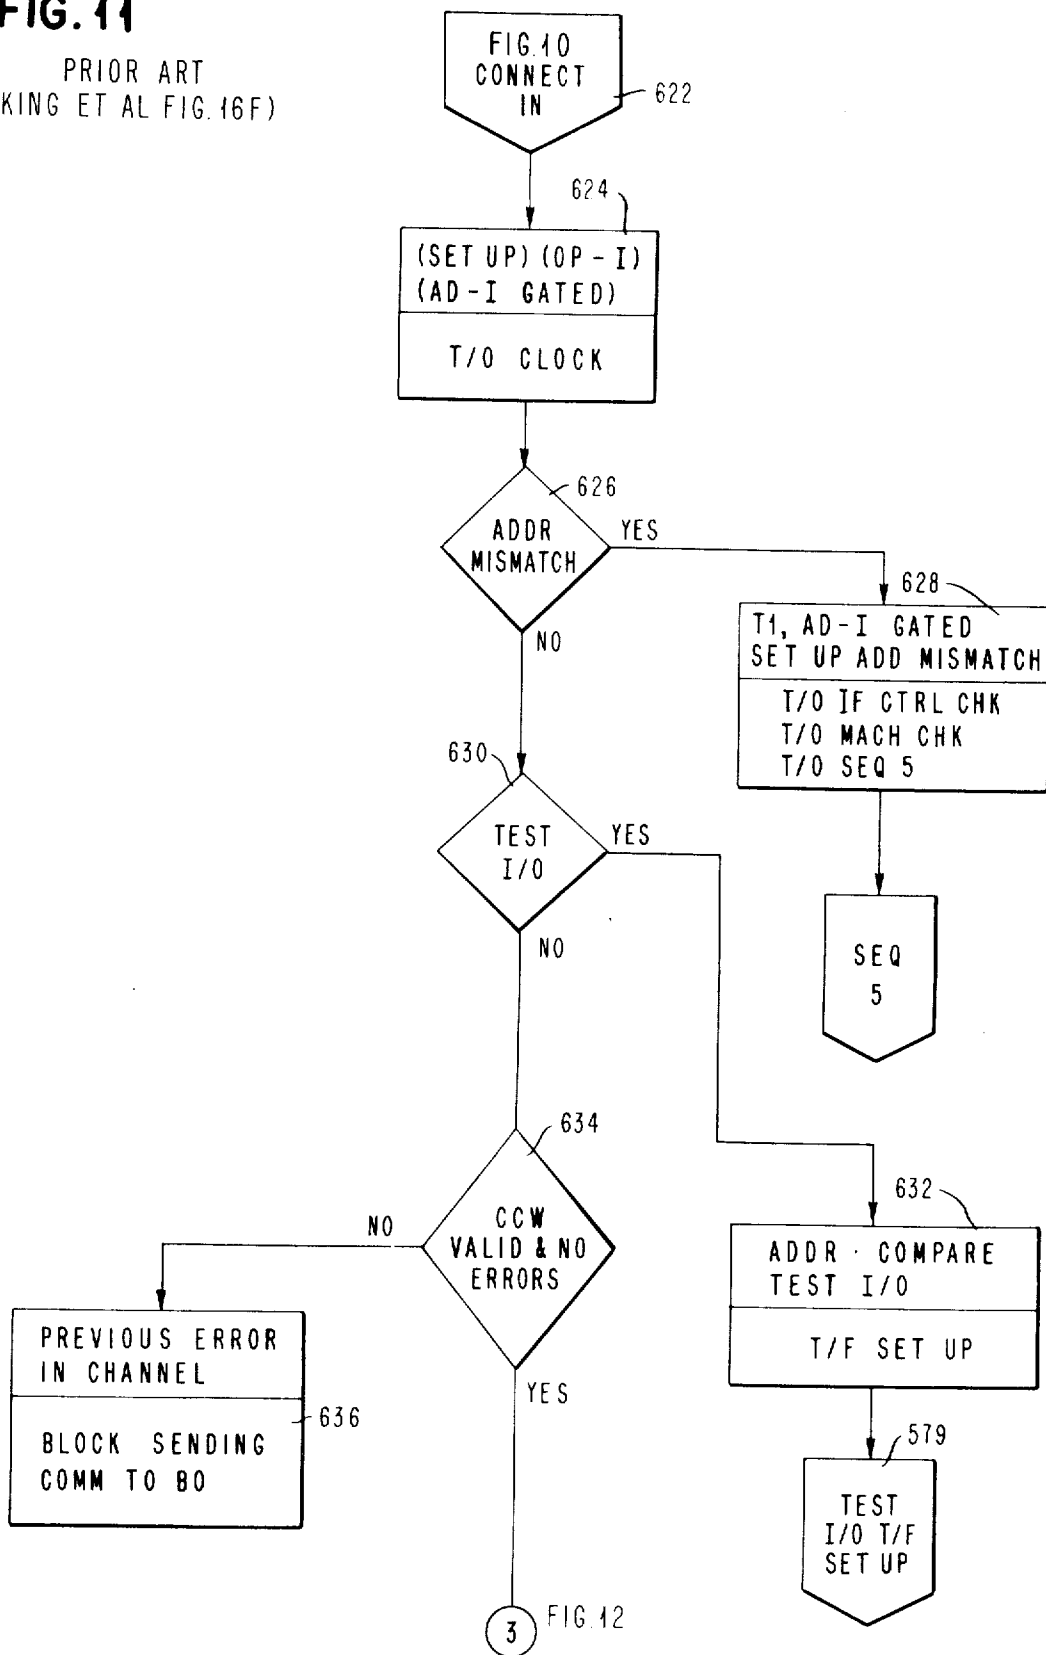 FIG. 11
PRIOR ART
KING ET AL FIG. 16F)
FIG. 10
CONNECT
IN
622
624
(SET UP) (OP-I)
(AD-I GATED)
T/O CLOCK
626
ADDR
MISMATCH
YES
NO
628
T1, AD-I GATED
SET UP ADD MISMATCH
T/O IF CTRL CHK
T/O MACH CHK
T/O SEQ 5
630
TEST
I/O
YES
NO
SEQ
5
634
CCW
VALID & NO
ERRORS
NO
YES
632
ADDR · COMPARE
TEST I/O
T/F SET UP
PREVIOUS ERROR
IN CHANNEL
636
BLOCK SENDING
COMM TO BO
579
TEST
I/O T/F
SET UP
3
FIG. 12